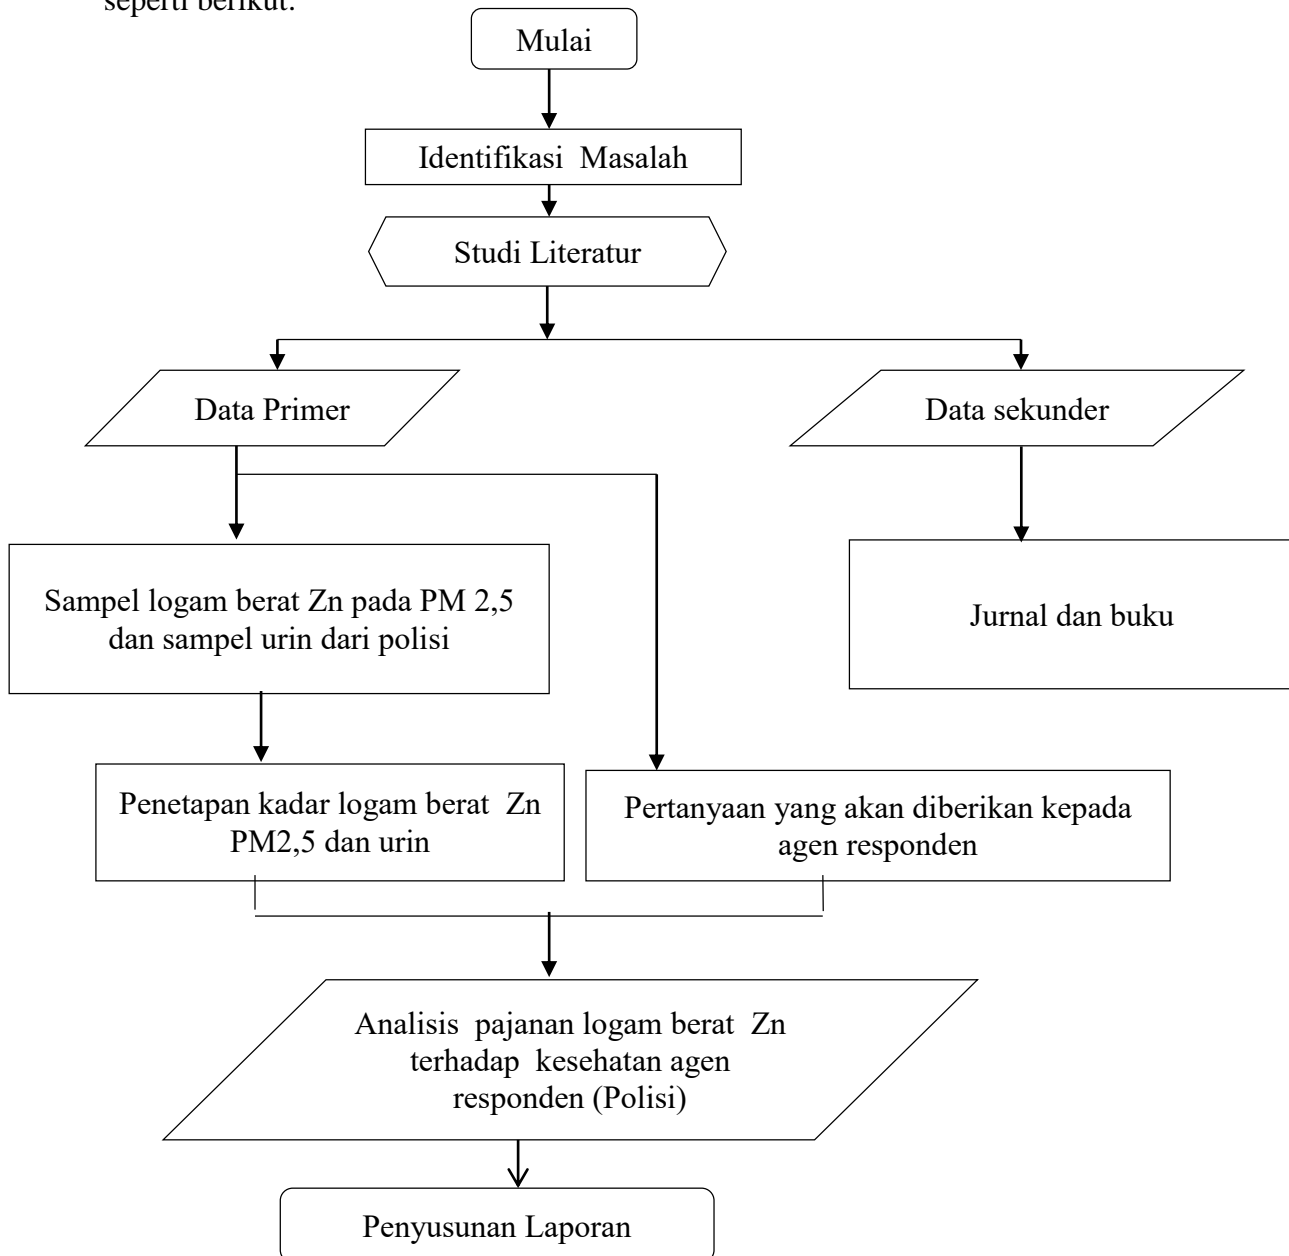 seperti berikut.
Mulai
Identifikasi Masalah
Studi Literatur
Data Primer
Data sekunder
Sampel logam berat Zn pada PM 2,5
dan sampel urin dari polisi
Jurnal dan buku
Penetapan kadar logam berat Zn
PM2,5 dan urin
Pertanyaan yang akan diberikan kepada
agen responden
Analisis pajanan logam berat Zn
terhadap kesehatan agen
responden (Polisi)
Penyusunan Laporan